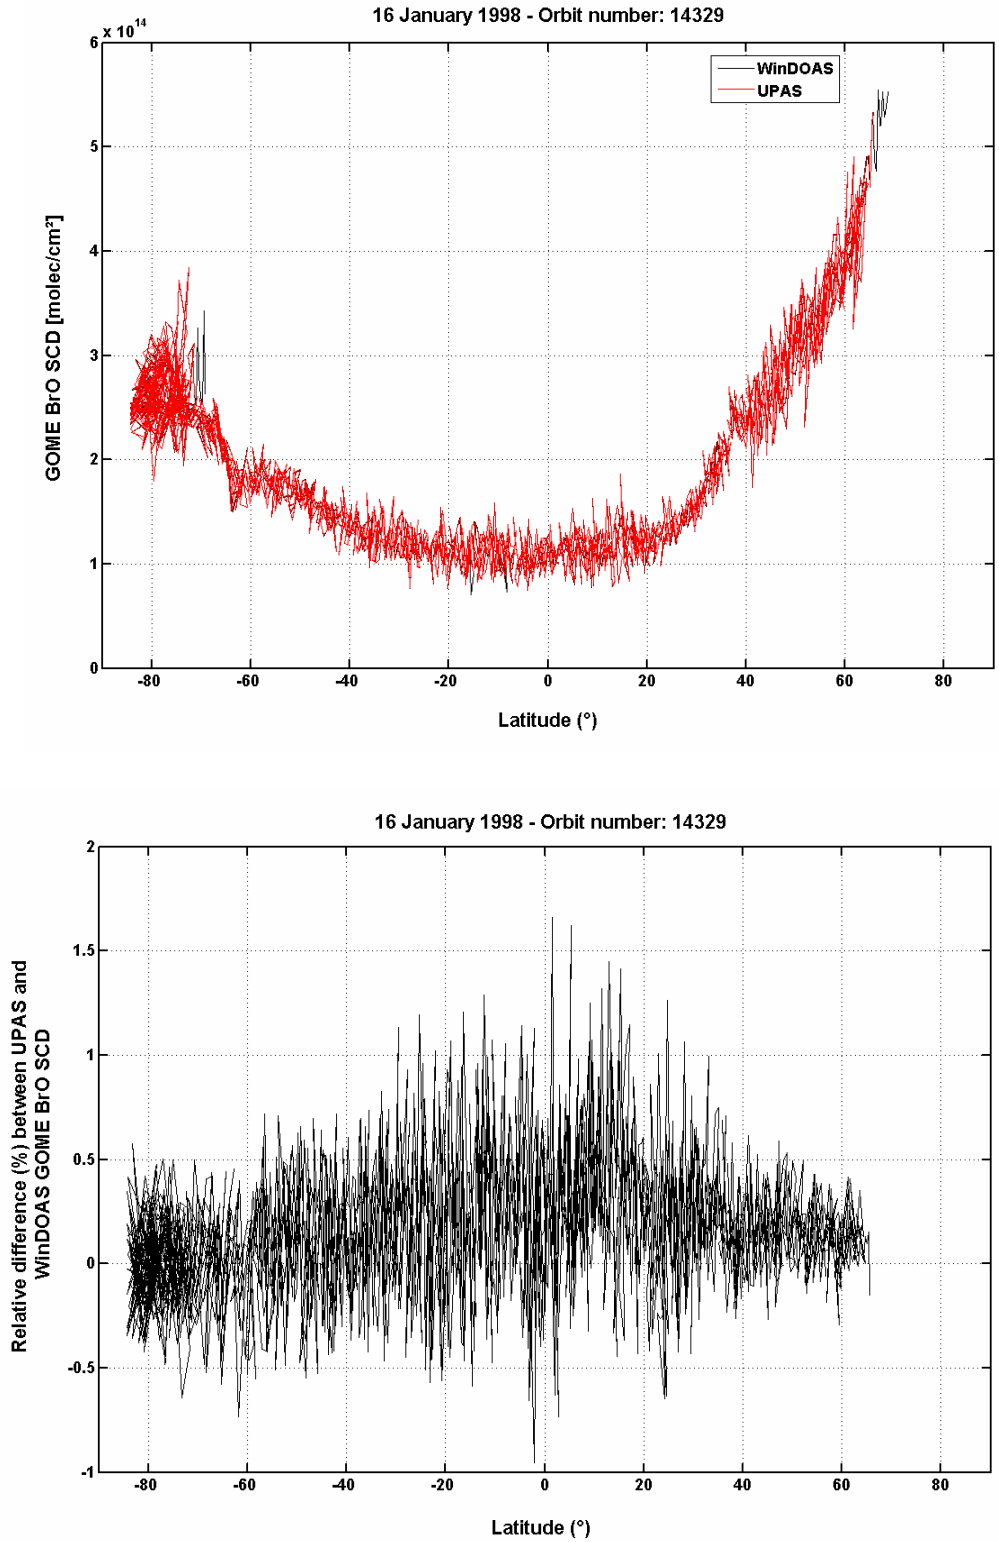 16 January 1998 - Orbit number: 14329
x 10¹⁴
6
5
4
3
2
1
0
WinDOAS
UPAS
GOME BrO SCD [molec/cm²]
-80 -60 -40 -20 0 20 40 60 80
Latitude (°)
16 January 1998 - Orbit number: 14329
2
1.5
1
0.5
0
-0.5
-1
Relative difference (%) between UPAS and
WinDOAS GOME BrO SCD
-80 -60 -40 -20 0 20 40 60 80
Latitude (°)